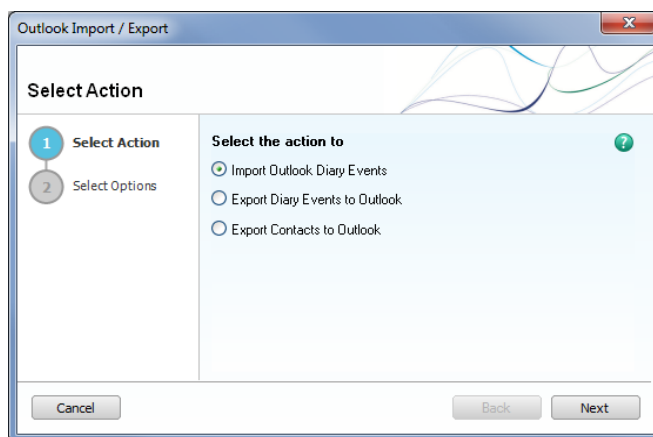 Outlook Import / Export
x
Select Action
1 Select Action
2 Select Options
Select the action to
?
Import Outlook Diary Events
Export Diary Events to Outlook
Export Contacts to Outlook
Cancel
Back
Next